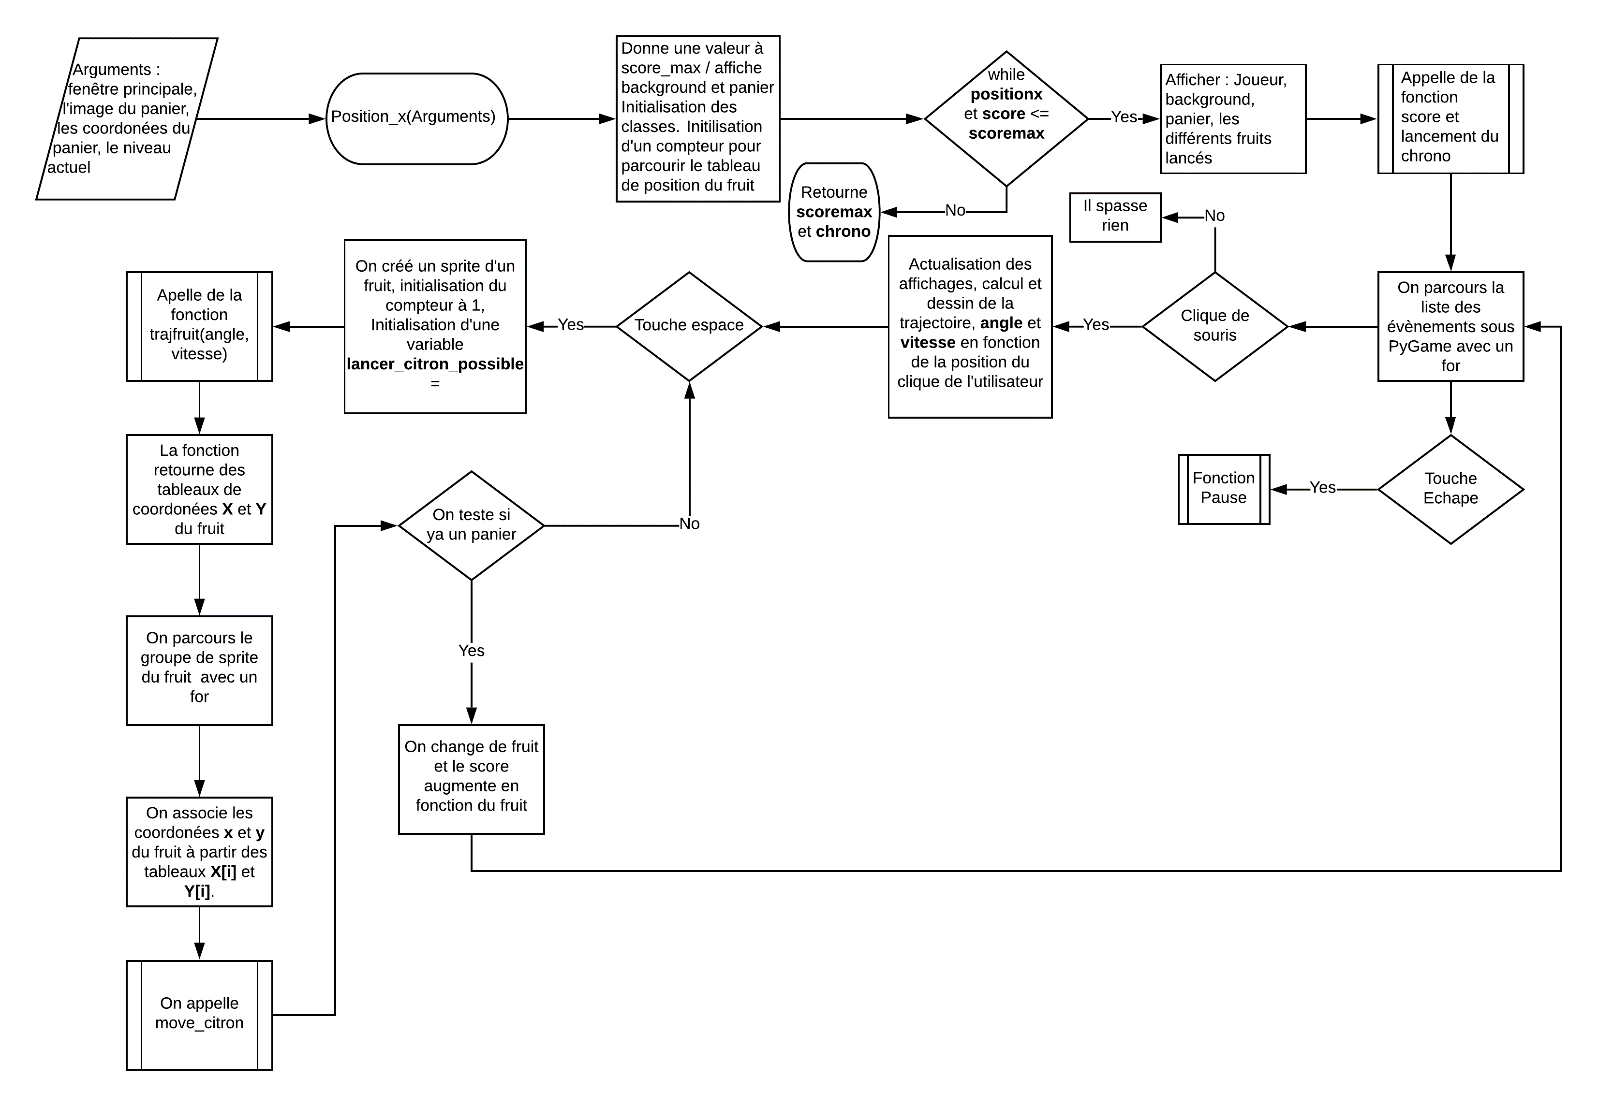 Arguments :
fenêtre principale,
l'image du panier,
les coordonées du
panier, le niveau
actuel
Position_x(Arguments)
Donne une valeur à
score_max / affiche
background et panier
Initialisation des
classes. Initilisation
d'un compteur pour
parcourir le tableau
de position du fruit
while
positionx
et score <=
scoremax
Yes
Afficher : Joueur,
background,
panier, les
différents fruits
lancés
Appelle de la
fonction
score et
lancement du
chrono
No
Retourne
scoremax
et chrono
Il spasse
rien
No
Apelle de la
fonction
trajfruit(angle,
vitesse)
On créé un sprite d'un
fruit, initialisation du
compteur à 1,
Initialisation d'une
variable
lancer_citron_possible
=
Yes
Touche espace
Actualisation des
affichages, calcul et
dessin de la
trajectoire, angle et
vitesse en fonction
de la position du
clique de l'utilisateur
Yes
Clique de
souris
On parcours la
liste des
évènements sous
PyGame avec un
for
La fonction
retourne des
tableaux de
coordonées X et Y
du fruit
On teste si
ya un panier
No
Fonction
Pause
Yes
Touche
Echape
On parcours le
groupe de sprite
du fruit  avec un
for
Yes
On change de fruit
et le score
augmente en
fonction du fruit
On associe les
coordonées x et y
du fruit à partir des
tableaux X[i] et
Y[i].
On appelle
move_citron